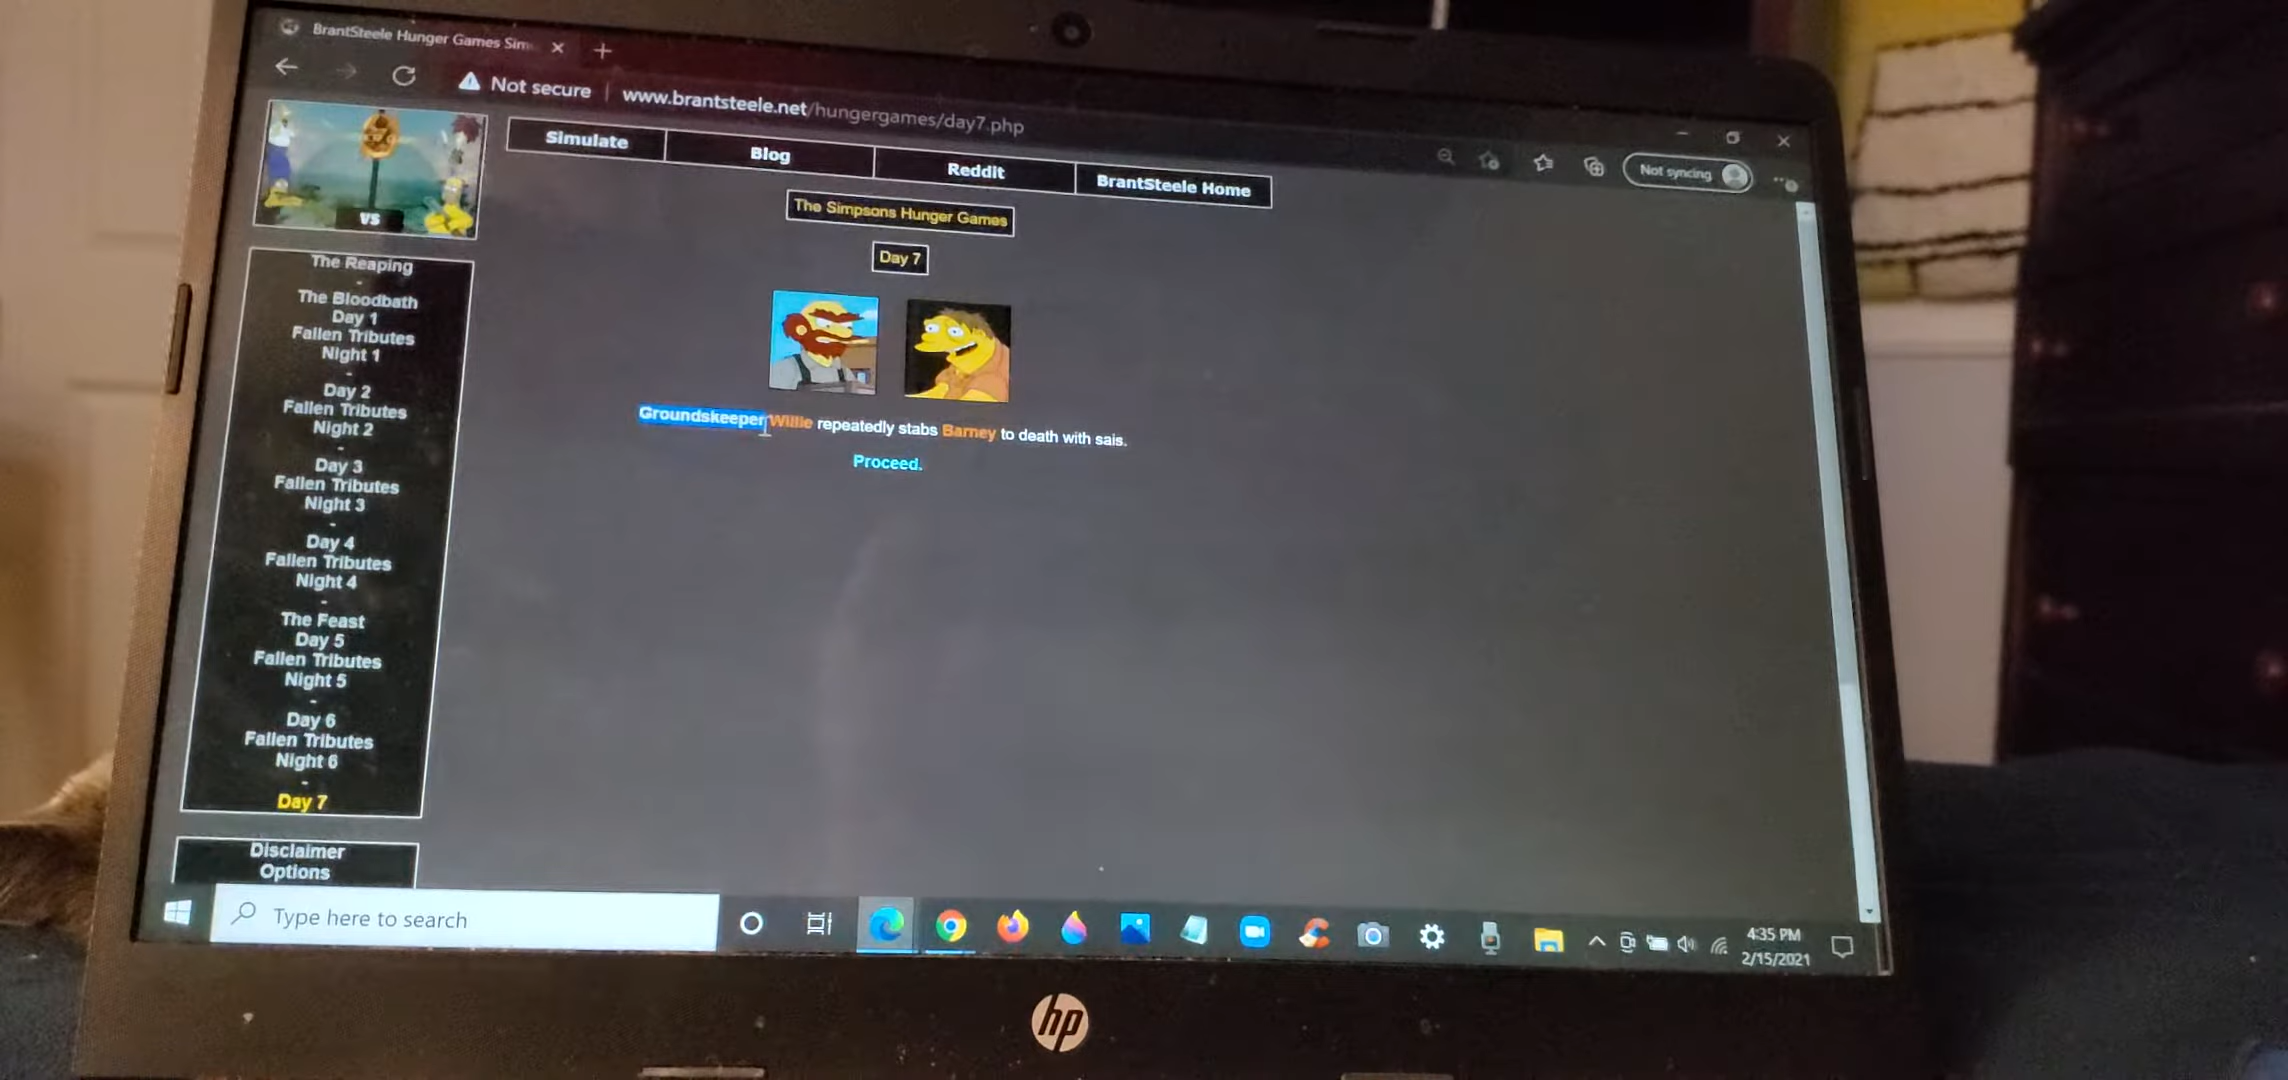 BrantSteele Hunger Games Sim
Not secure | www.brantsteele.net/hungergames/day7.php
Simulate
Blog
Reddit
BrantSteele Home
Not syncing
VS
The Simpsons Hunger Games
Day 7
Groundskeeper Willie repeatedly stabs Barney to death with sais.
Proceed.
The Reaping
-
The Bloodbath
Day 1
Fallen Tributes
Night 1
-
Day 2
Fallen Tributes
Night 2
-
Day 3
Fallen Tributes
Night 3
-
Day 4
Fallen Tributes
Night 4
-
The Feast
Day 5
Fallen Tributes
Night 5
-
Day 6
Fallen Tributes
Night 6
-
Day 7
Disclaimer
Options
Type here to search
4:35 PM
2/15/2021
hp